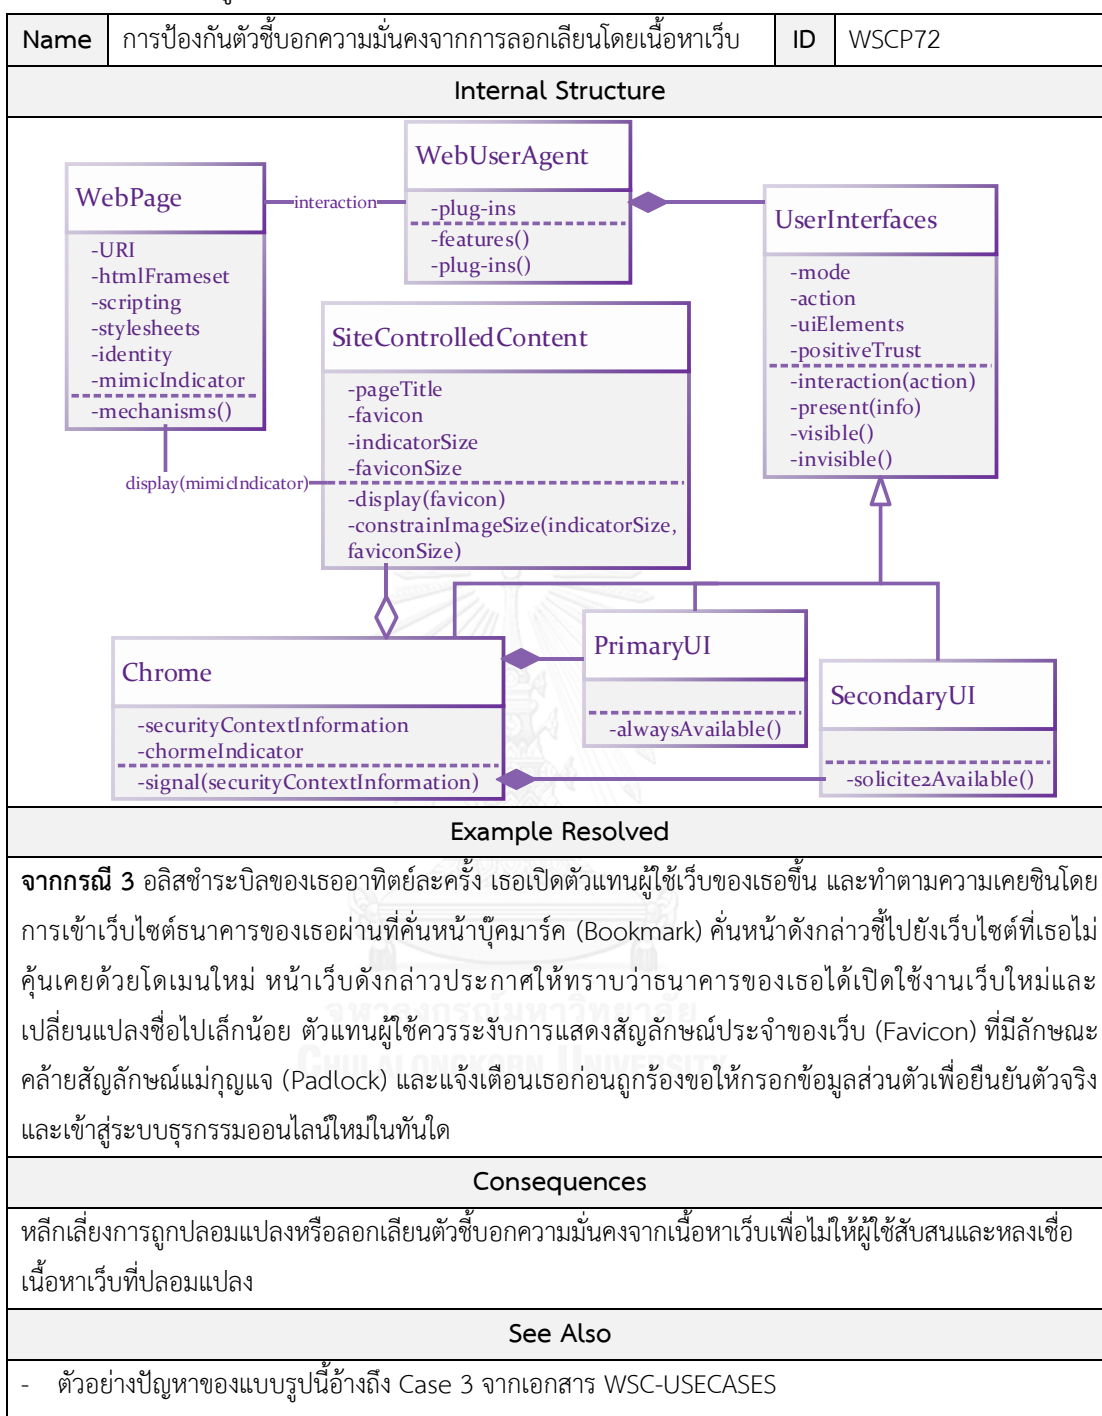 Name การป้องกันตัวชี้บอกความมั่นคงจากการลอกเลียนโดยเนื้อหาเว็บ ID WSCP72
Internal Structure
WebUserAgent
-plug-ins
-features()
-plug-ins()
WebPage
-URI
-htmlFrameset
-scripting
-stylesheets
-identity
-mimicIndicator
-mechanisms()
interaction
UserInterfaces
-mode
-action
-uiElements
-positiveTrust
-interaction(action)
-present(info)
-visible()
-invisible()
SiteControlledContent
-pageTitle
-favicon
-indicatorSize
-faviconSize
-display(favicon)
-constrainImageSize(indicatorSize,
faviconSize)
display(mimicIndicator)
Chrome
-securityContextInformation
-chormeIndicator
-signal(securityContextInformation)
PrimaryUI
-alwaysAvailable()
SecondaryUI
-solicite2Available()
Example Resolved
จากกรณี 3 อลิสชำระบิลของเธออาทิตย์ละครั้ง เธอเปิดตัวแทนผู้ใช้เว็บของเธอขึ้น และทำตามความเคยชินโดย
การเข้าเว็บไซต์ธนาคารของเธอผ่านที่คั่นหน้าบุ๊คมาร์ค (Bookmark) คั่นหน้าดังกล่าวชี้ไปยังเว็บไซต์ที่เธอไม่
คุ้นเคยด้วยโดเมนใหม่ หน้าเว็บดังกล่าวประกาศให้ทราบว่าธนาคารของเธอได้เปิดใช้งานเว็บใหม่และ
เปลี่ยนแปลงชื่อไปเล็กน้อย ตัวแทนผู้ใช้ควรระงับการแสดงสัญลักษณ์ประจำของเว็บ (Favicon) ที่มีลักษณะ
คล้ายสัญลักษณ์แม่กุญแจ (Padlock) และแจ้งเตือนเธอก่อนถูกร้องขอให้กรอกข้อมูลส่วนตัวเพื่อยืนยันตัวจริง
และเข้าสู่ระบบธุรกรรมออนไลน์ใหม่ในทันใด
จุฬาลงกรณ์มหาวิทยาลัย
CHULALONGKORN UNIVERSITY
Consequences
หลีกเลี่ยงการถูกปลอมแปลงหรือลอกเลียนตัวชี้บอกความมั่นคงจากเนื้อหาเว็บเพื่อไม่ให้ผู้ใช้สับสนและหลงเชื่อ
เนื้อหาเว็บที่ปลอมแปลง
See Also
- ตัวอย่างปัญหาของแบบรูปนี้อ้างถึง Case 3 จากเอกสาร WSC-USECASES